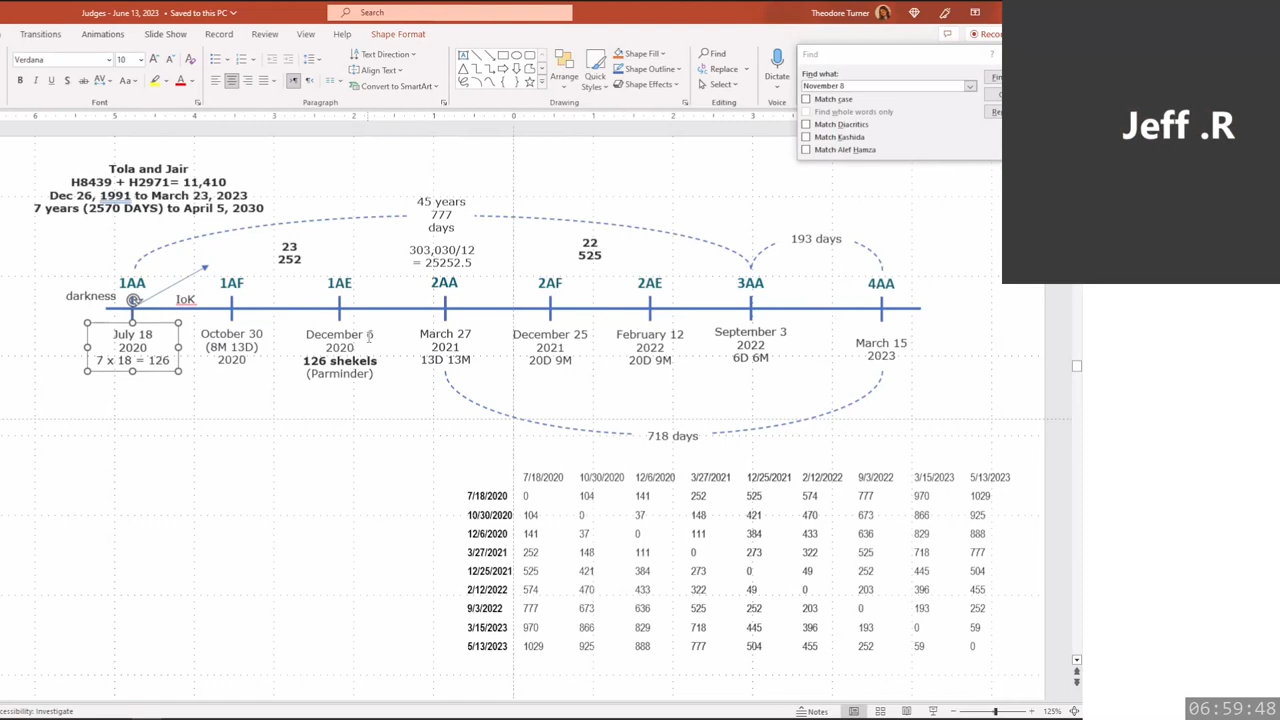 Judges - June 13, 2023 • Saved to this PC
Search
Theodore Turner
Transitions
Animations
Slide Show
Record
Review
View
Help
Shape Format
Verdana
10
Text Direction
Align Text
Convert to SmartArt
Arrange
Quick
Styles
Shape Fill
Shape Outline
Shape Effects
Find
Replace
Select
Dictate
Font
Paragraph
Drawing
Editing
Voice
Find
?
Find what:
November 8
Match case
Find whole words only
Match Diacritics
Match Kashida
Match Alef Hamza
Jeff .R
6 5 4 3 2 1 0 1 2 3
Tola and Jair
H8439 + H2971= 11,410
Dec 26, 1991 to March 23, 2023
7 years (2570 DAYS) to April 5, 2030
45 years
777
days
303,030/12
= 25252.5
23
252
22
525
193 days
1AA 1AF 1AE 2AA 2AF 2AE 3AA 4AA
darkness
IoK
July 18
2020
7 x 18 = 126
October 30
(8M 13D)
2020
December 6
2020
126 shekels
(Parminder)
March 27
2021
13D 13M
December 25
2021
20D 9M
February 12
2022
20D 9M
September 3
2022
6D 6M
March 15
2023
718 days
7/18/2020 10/30/2020 12/6/2020 3/27/2021 12/25/2021 2/12/2022 9/3/2022 3/15/2023 5/13/2023
7/18/2020 0 104 141 252 525 574 777 970 1029
10/30/2020 104 0 37 148 421 470 673 866 925
12/6/2020 141 37 0 111 384 433 636 829 888
3/27/2021 252 148 111 0 273 322 525 718 777
12/25/2021 525 421 384 273 0 49 252 445 504
2/12/2022 574 470 433 322 49 0 203 396 455
9/3/2022 777 673 636 525 252 203 0 193 252
3/15/2023 970 866 829 718 445 396 193 0 59
5/13/2023 1029 925 888 777 504 455 252 59 0
Accessibility: Investigate
Notes
125%
06:59:48